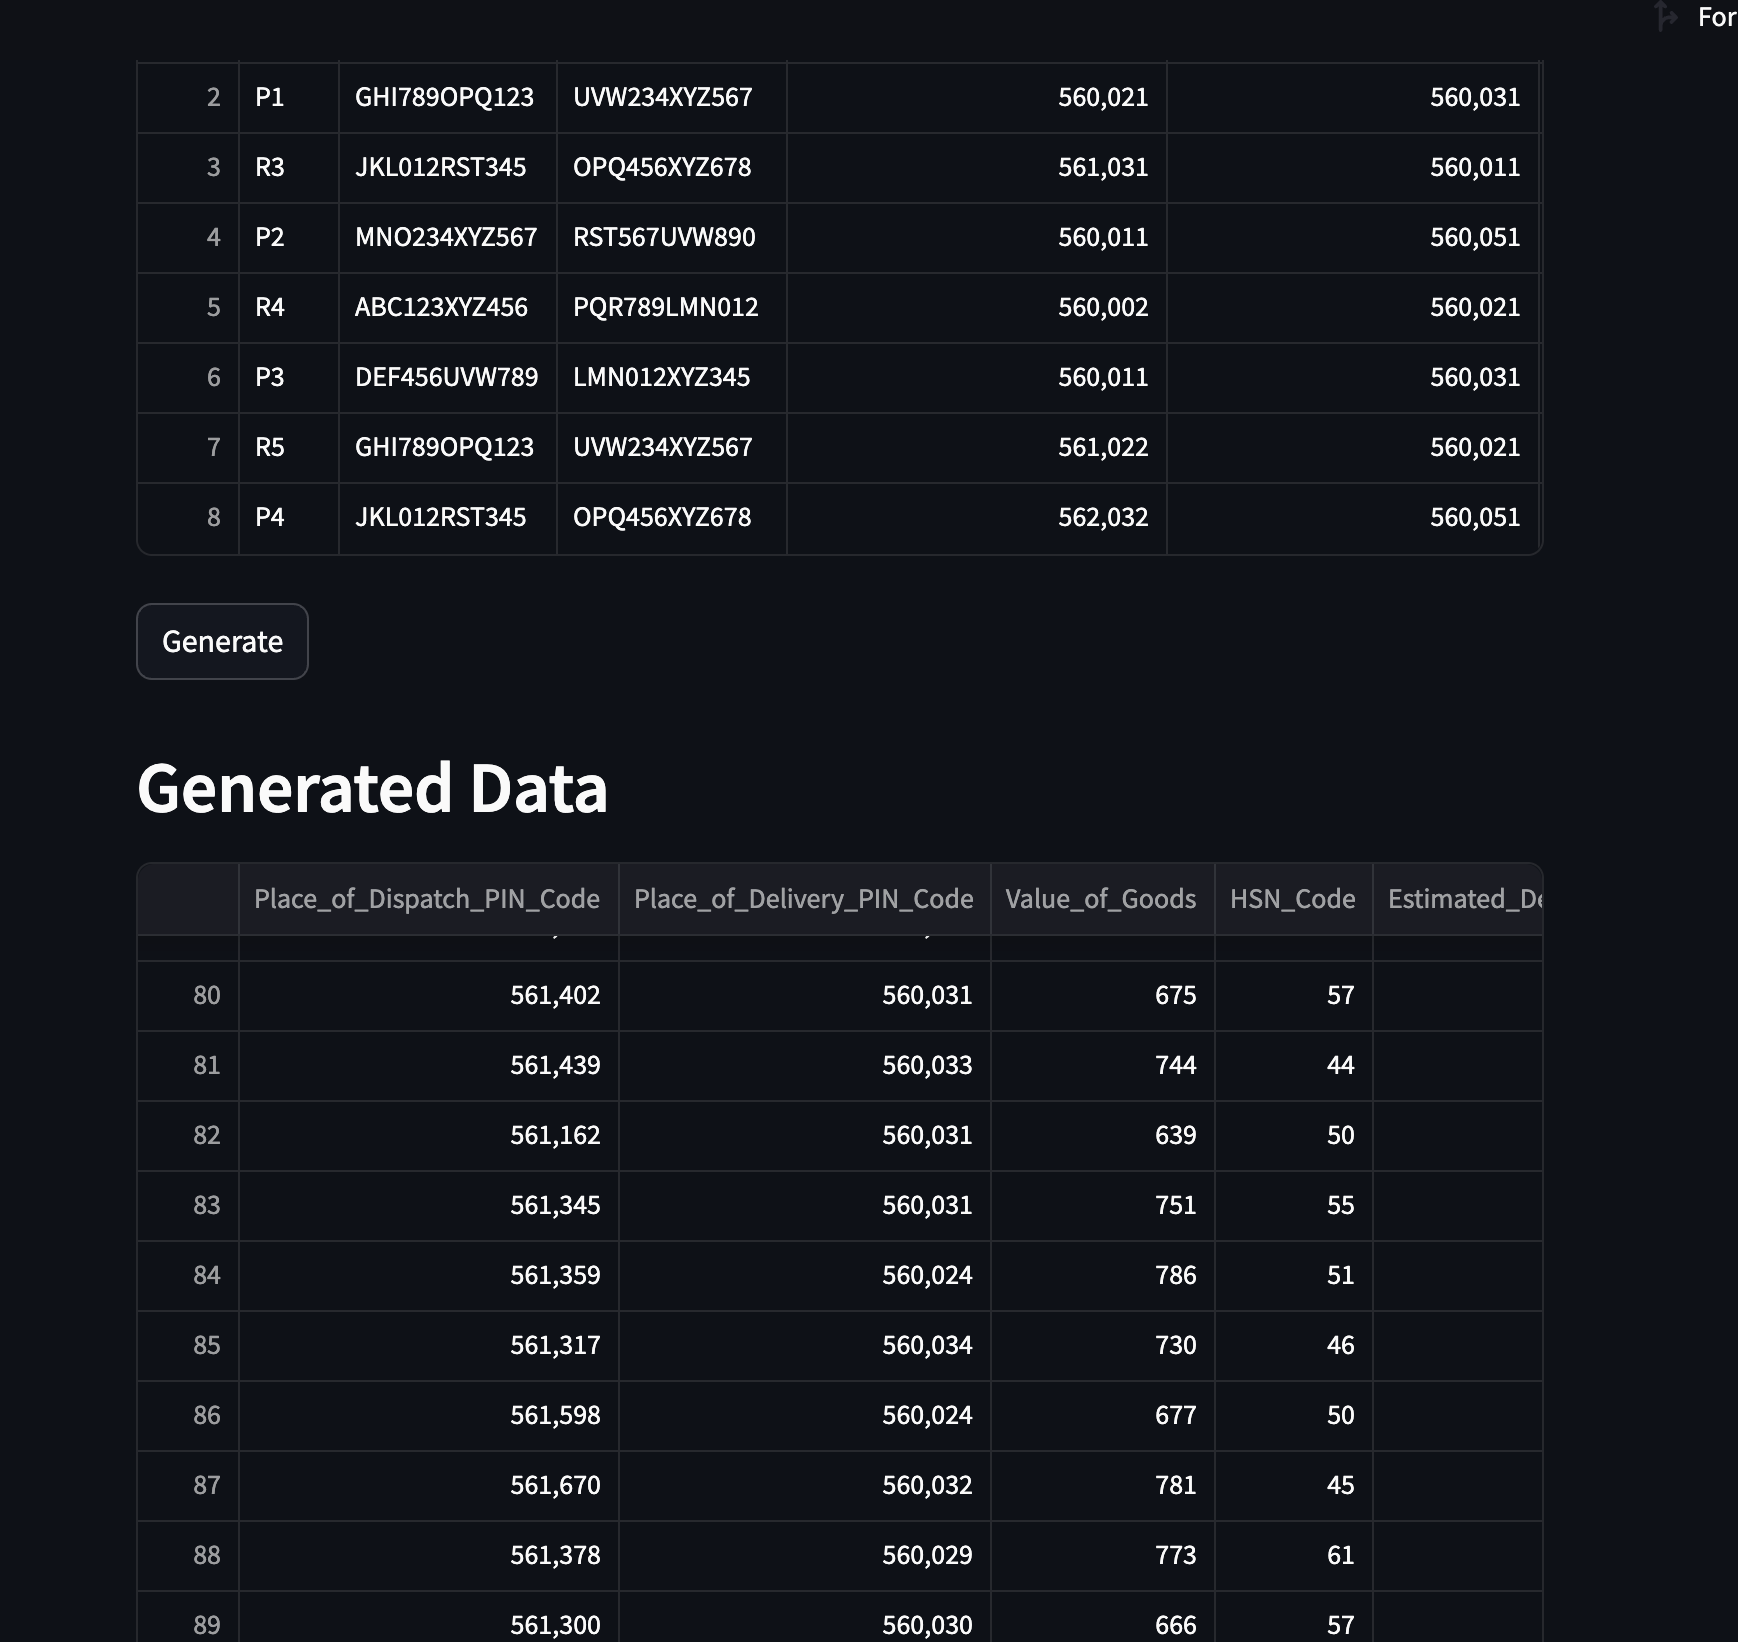 For
2 P1 GHI789OPQ123 UVW234XYZ567 560,021 560,031
3 R3 JKL012RST345 OPQ456XYZ678 561,031 560,011
4 P2 MNO234XYZ567 RST567UVW890 560,011 560,051
5 R4 ABC123XYZ456 PQR789LMN012 560,002 560,021
6 P3 DEF456UVW789 LMN012XYZ345 560,011 560,031
7 R5 GHI789OPQ123 UVW234XYZ567 561,022 560,021
8 P4 JKL012RST345 OPQ456XYZ678 562,032 560,051
Generate
Generated Data
Place_of_Dispatch_PIN_Code Place_of_Delivery_PIN_Code Value_of_Goods HSN_Code Estimated_De
80 561,402 560,031 675 57
81 561,439 560,033 744 44
82 561,162 560,031 639 50
83 561,345 560,031 751 55
84 561,359 560,024 786 51
85 561,317 560,034 730 46
86 561,598 560,024 677 50
87 561,670 560,032 781 45
88 561,378 560,029 773 61
89 561,300 560,030 666 57